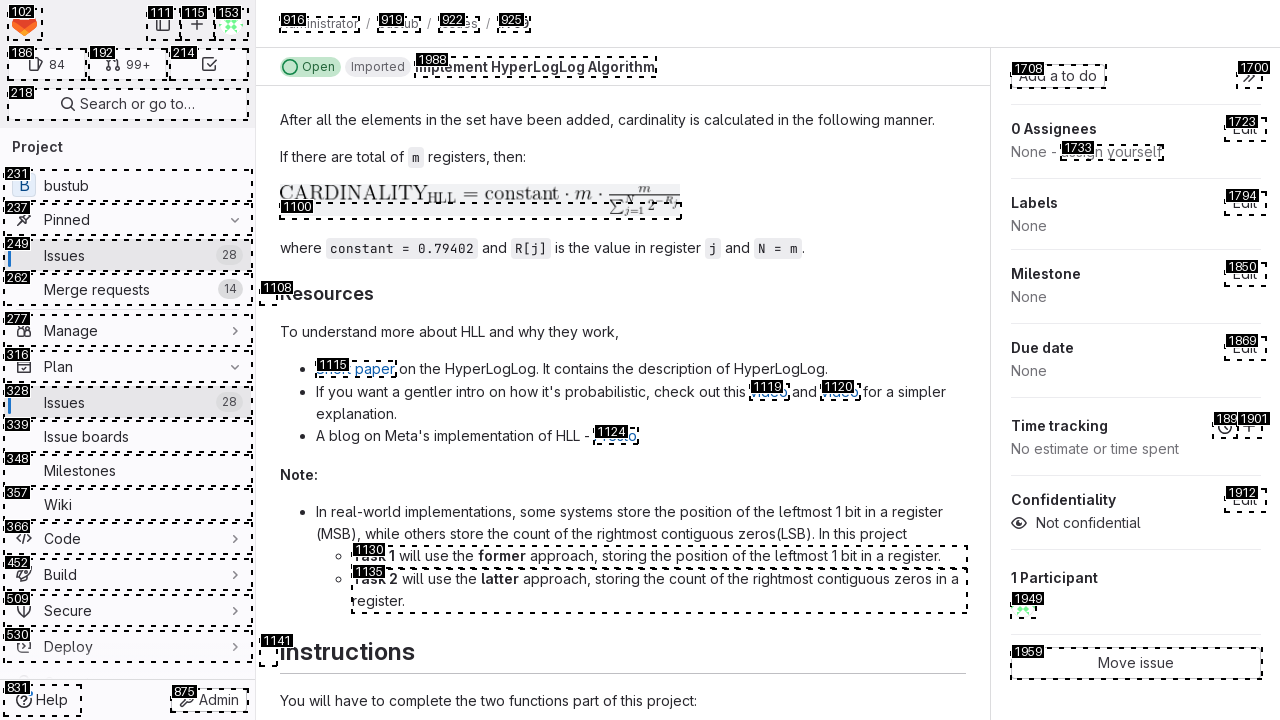 102
111
115
153
186
84
192
99+
214
218
Search or go to…
Project
231
B
bustub
237
Pinned
249
Issues
28
262
Merge requests
14
277
Manage
316
Plan
328
Issues
28
339
Issue boards
348
Milestones
357
Wiki
366
Code
452
Build
509
Secure
530
Deploy
831
Help
875
Admin
916
/
919
/
922
/
925
Open
Imported
1988
Implement HyperLogLog Algorithm
After all the elements in the set have been added, cardinality is calculated in the following manner.
If there are total of m registers, then:
CARDINALITY_HLL = constant · m · m / ∑_{j=1}^{N} 2^{−R_j}
1100
where constant = 0.79402 and R[j] is the value in register j and N = m.
1108
Resources
To understand more about HLL and why they work,
1115
paper on the HyperLogLog. It contains the description of HyperLogLog.
If you want a gentler intro on how it's probabilistic, check out this 1119 video and 1120 video for a simpler
explanation.
A blog on Meta's implementation of HLL - 1124
Note:
In real-world implementations, some systems store the position of the leftmost 1 bit in a register
(MSB), while others store the count of the rightmost contiguous zeros(LSB). In this project
1130
Task 1 will use the former approach, storing the position of the leftmost 1 bit in a register.
1135
Task 2 will use the latter approach, storing the count of the rightmost contiguous zeros in a
register.
1141
Instructions
You will have to complete the two functions part of this project:
1708
Add a to do
1700
0 Assignees
1723
Edit
None - 1733 assign yourself
Labels
1794
Edit
None
Milestone
1850
Edit
None
Due date
1869
Edit
None
Time tracking
189
1901
No estimate or time spent
Confidentiality
1912
Edit
Not confidential
1 Participant
1949
1959
Move issue